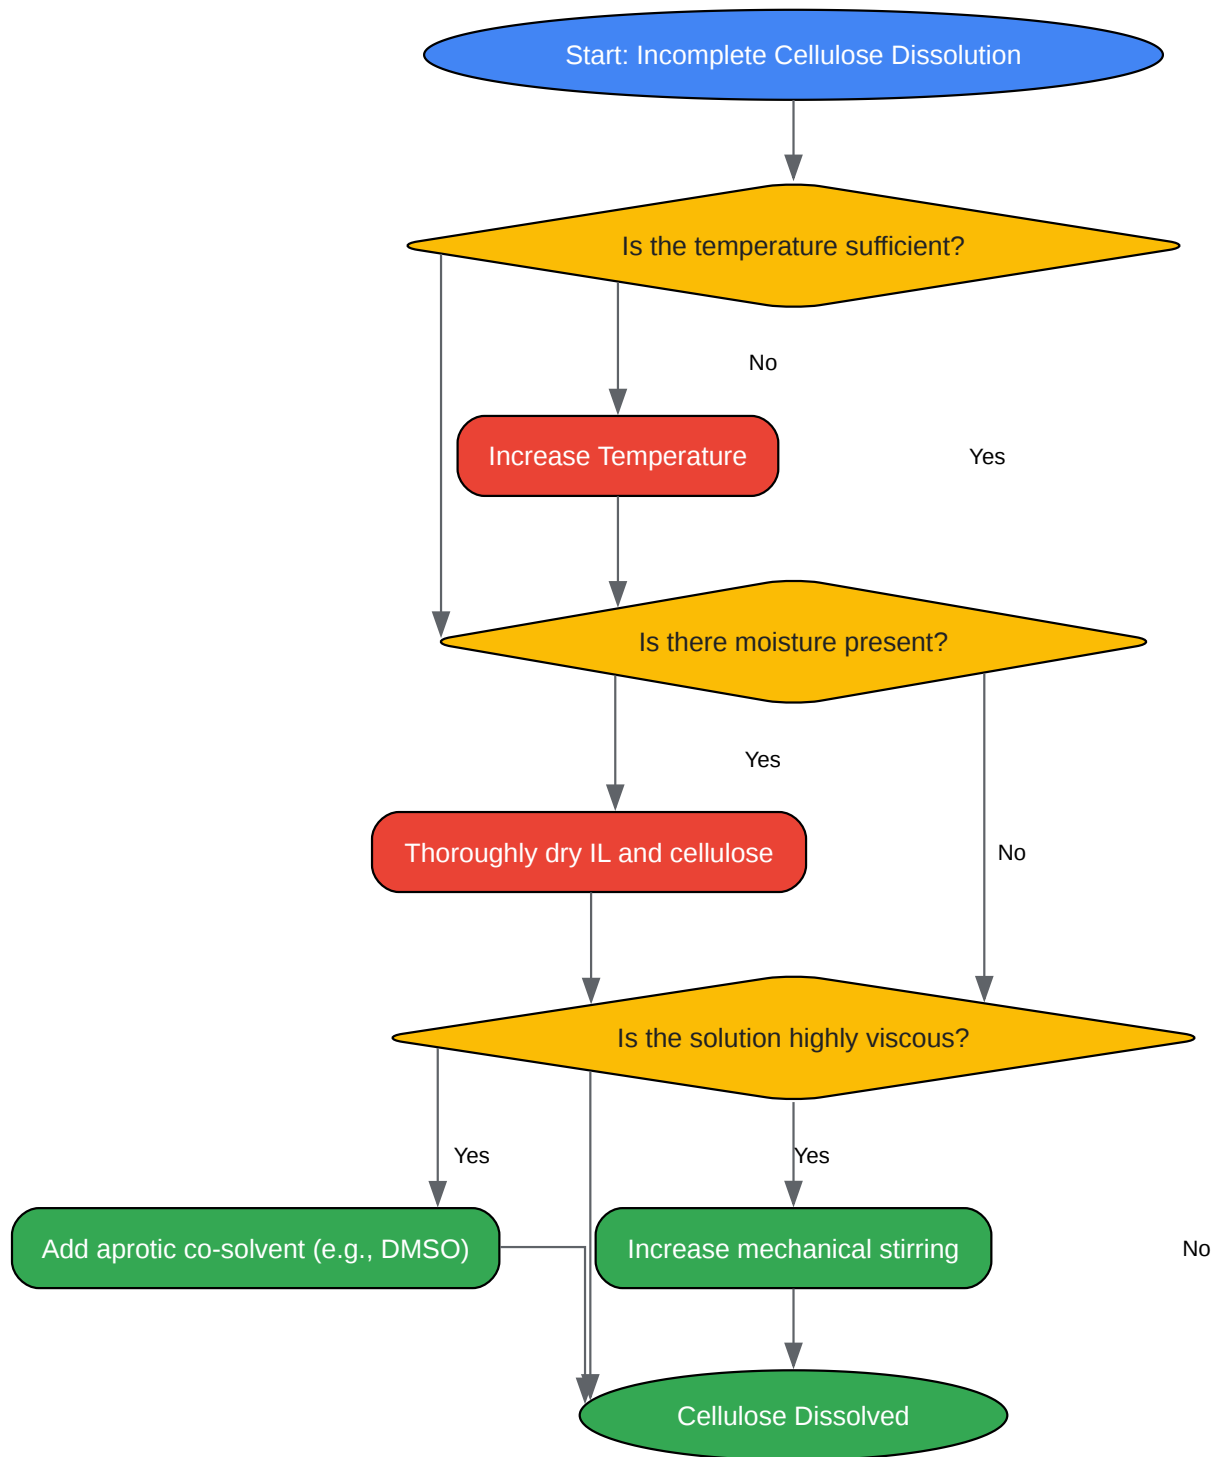 Start: Incomplete Cellulose Dissolution
Is the temperature sufficient?
No
Increase Temperature
Yes
Is there moisture present?
Yes
Thoroughly dry IL and cellulose
No
Is the solution highly viscous?
Yes
Yes
Add aprotic co-solvent (e.g., DMSO)
Increase mechanical stirring
No
Cellulose Dissolved